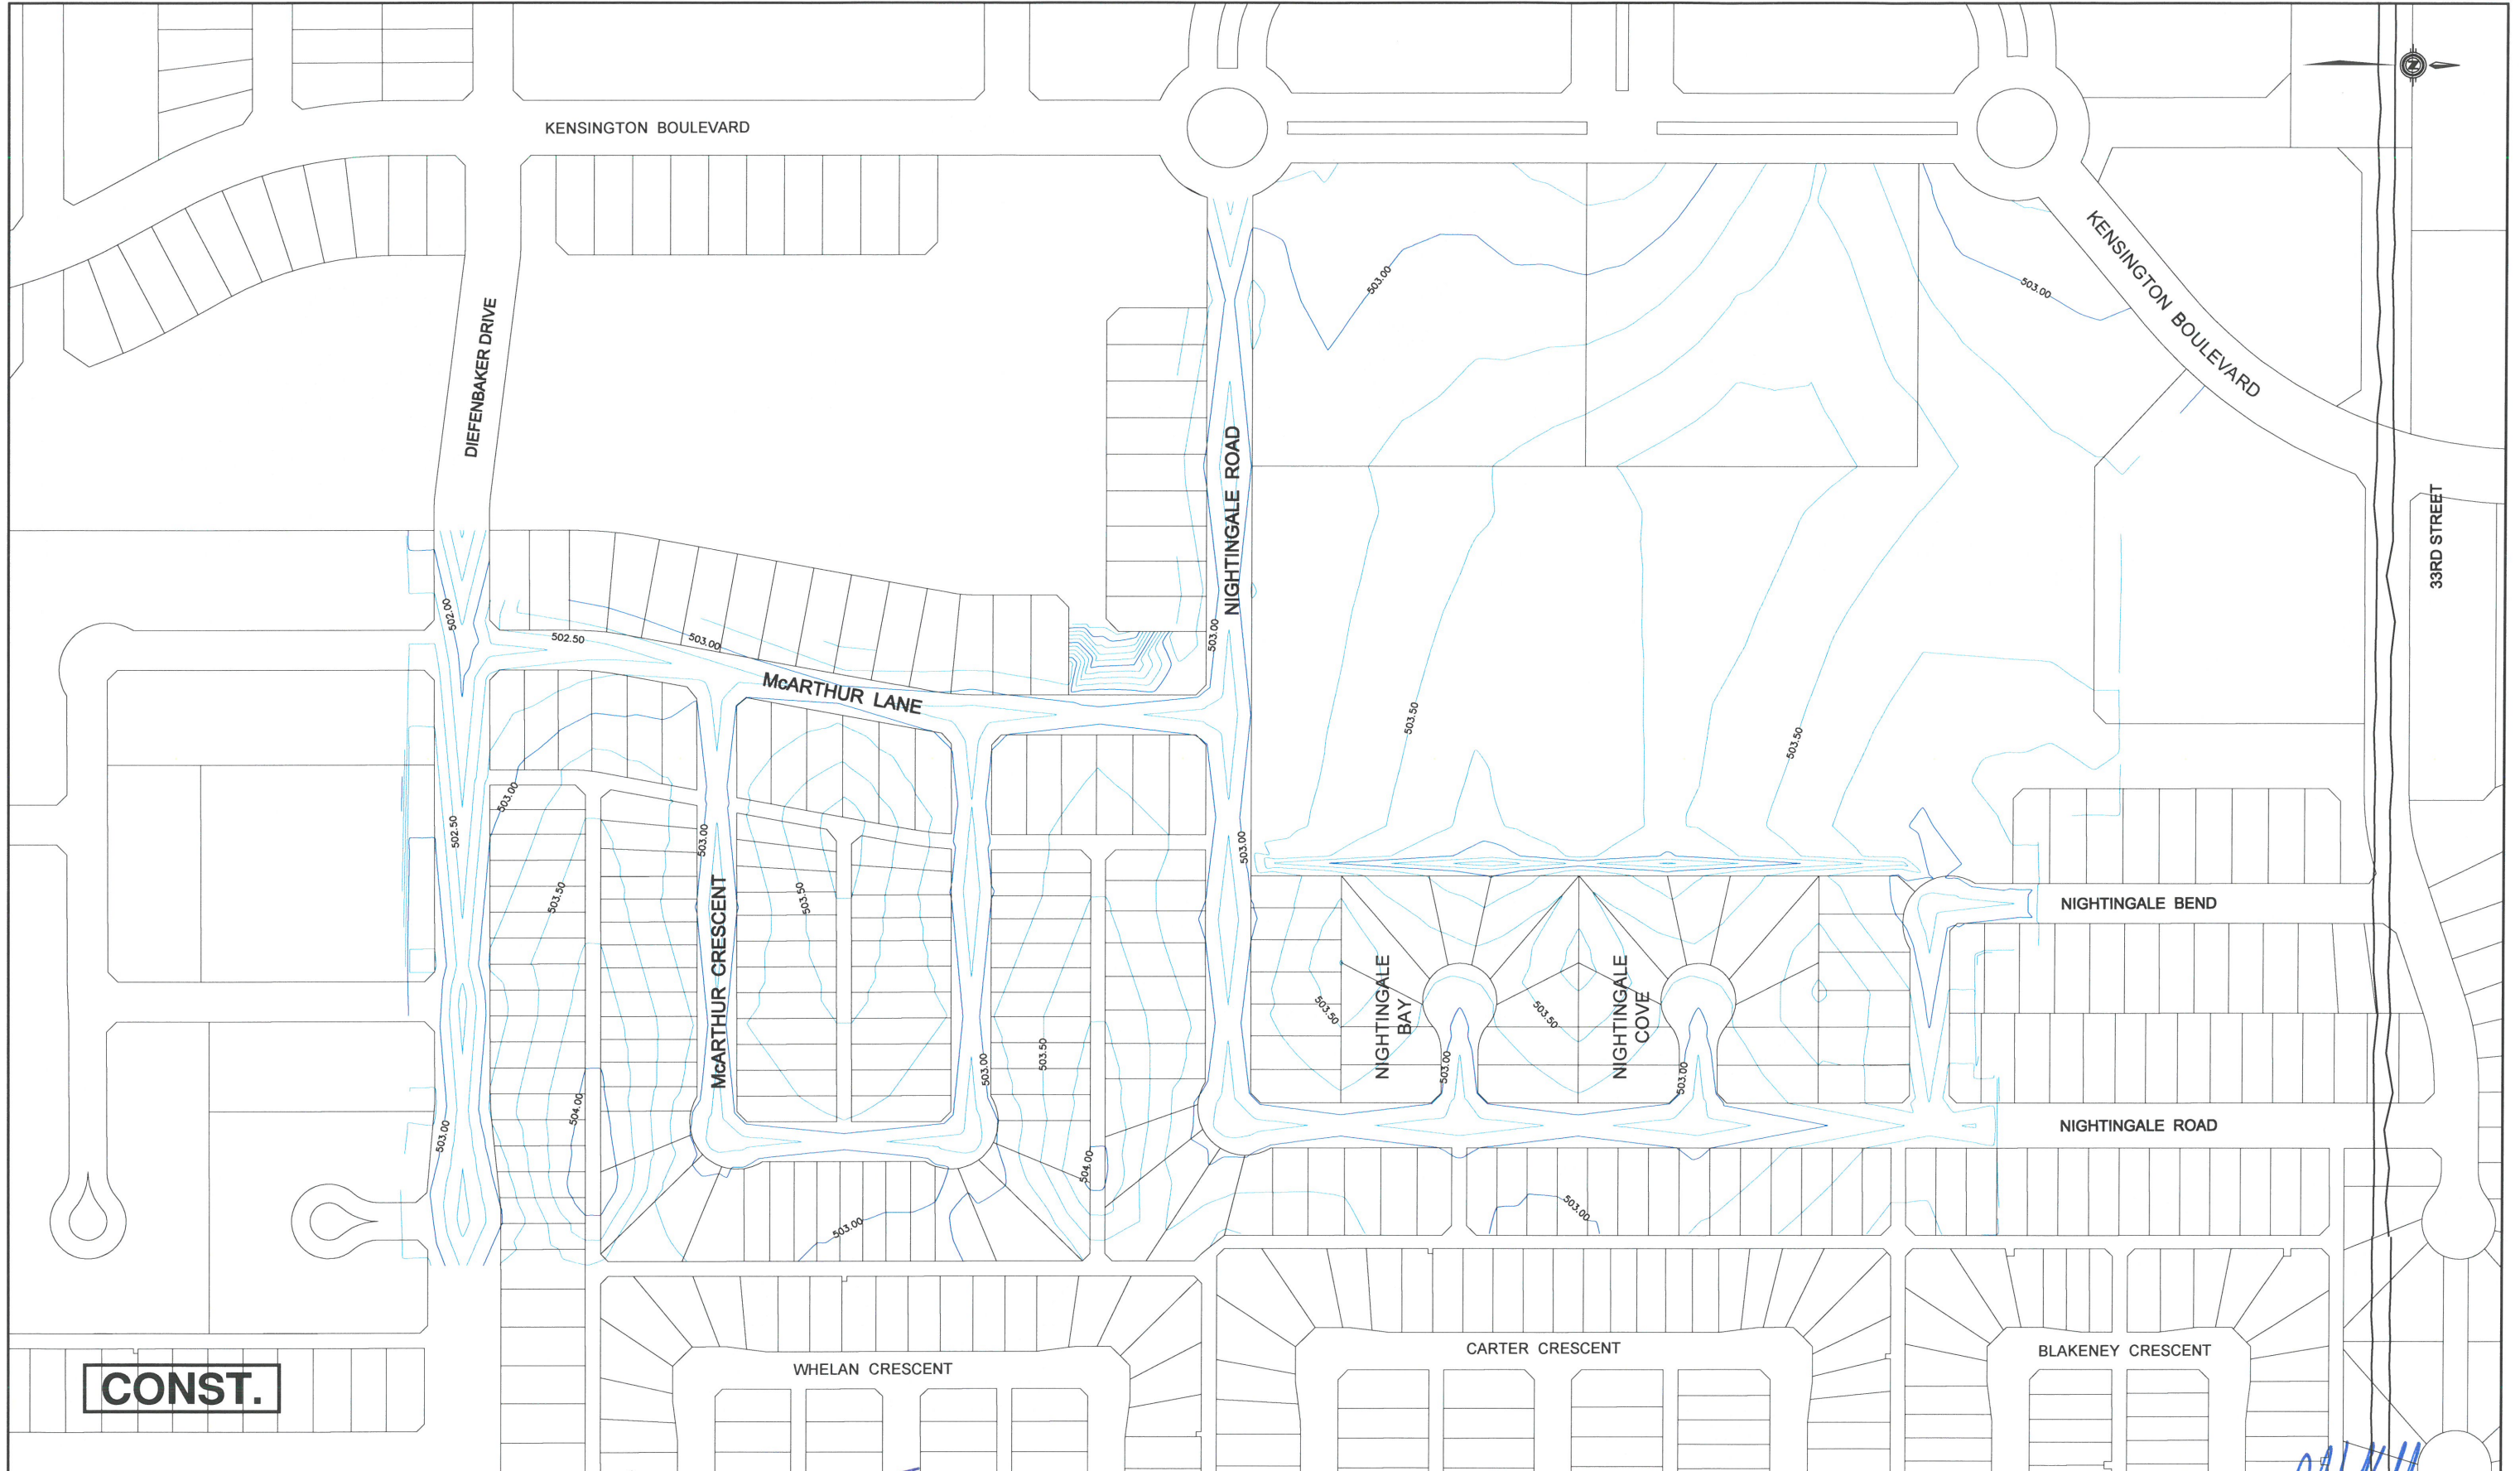 KENSINGTON BOULEVARD
Z
KENSINGTON BOULEVARD
503.00
503.00
DIEFENBAKER DRIVE
NIGHTINGALE ROAD
33RD STREET
502.00
502.50
503.00
503.00
McARTHUR LANE
503.50
503.50
503.00
502.50
503.00
503.00
503.50
503.50
McARTHUR CRESCENT
NIGHTINGALE BEND
NIGHTINGALE
BAY
NIGHTINGALE
COVE
503.50
503.50
503.50
503.00
503.00
503.00
504.00
503.00
NIGHTINGALE ROAD
504.00
503.00
503.00
CARTER CRESCENT
BLAKENEY CRESCENT
WHELAN CRESCENT
CONST.